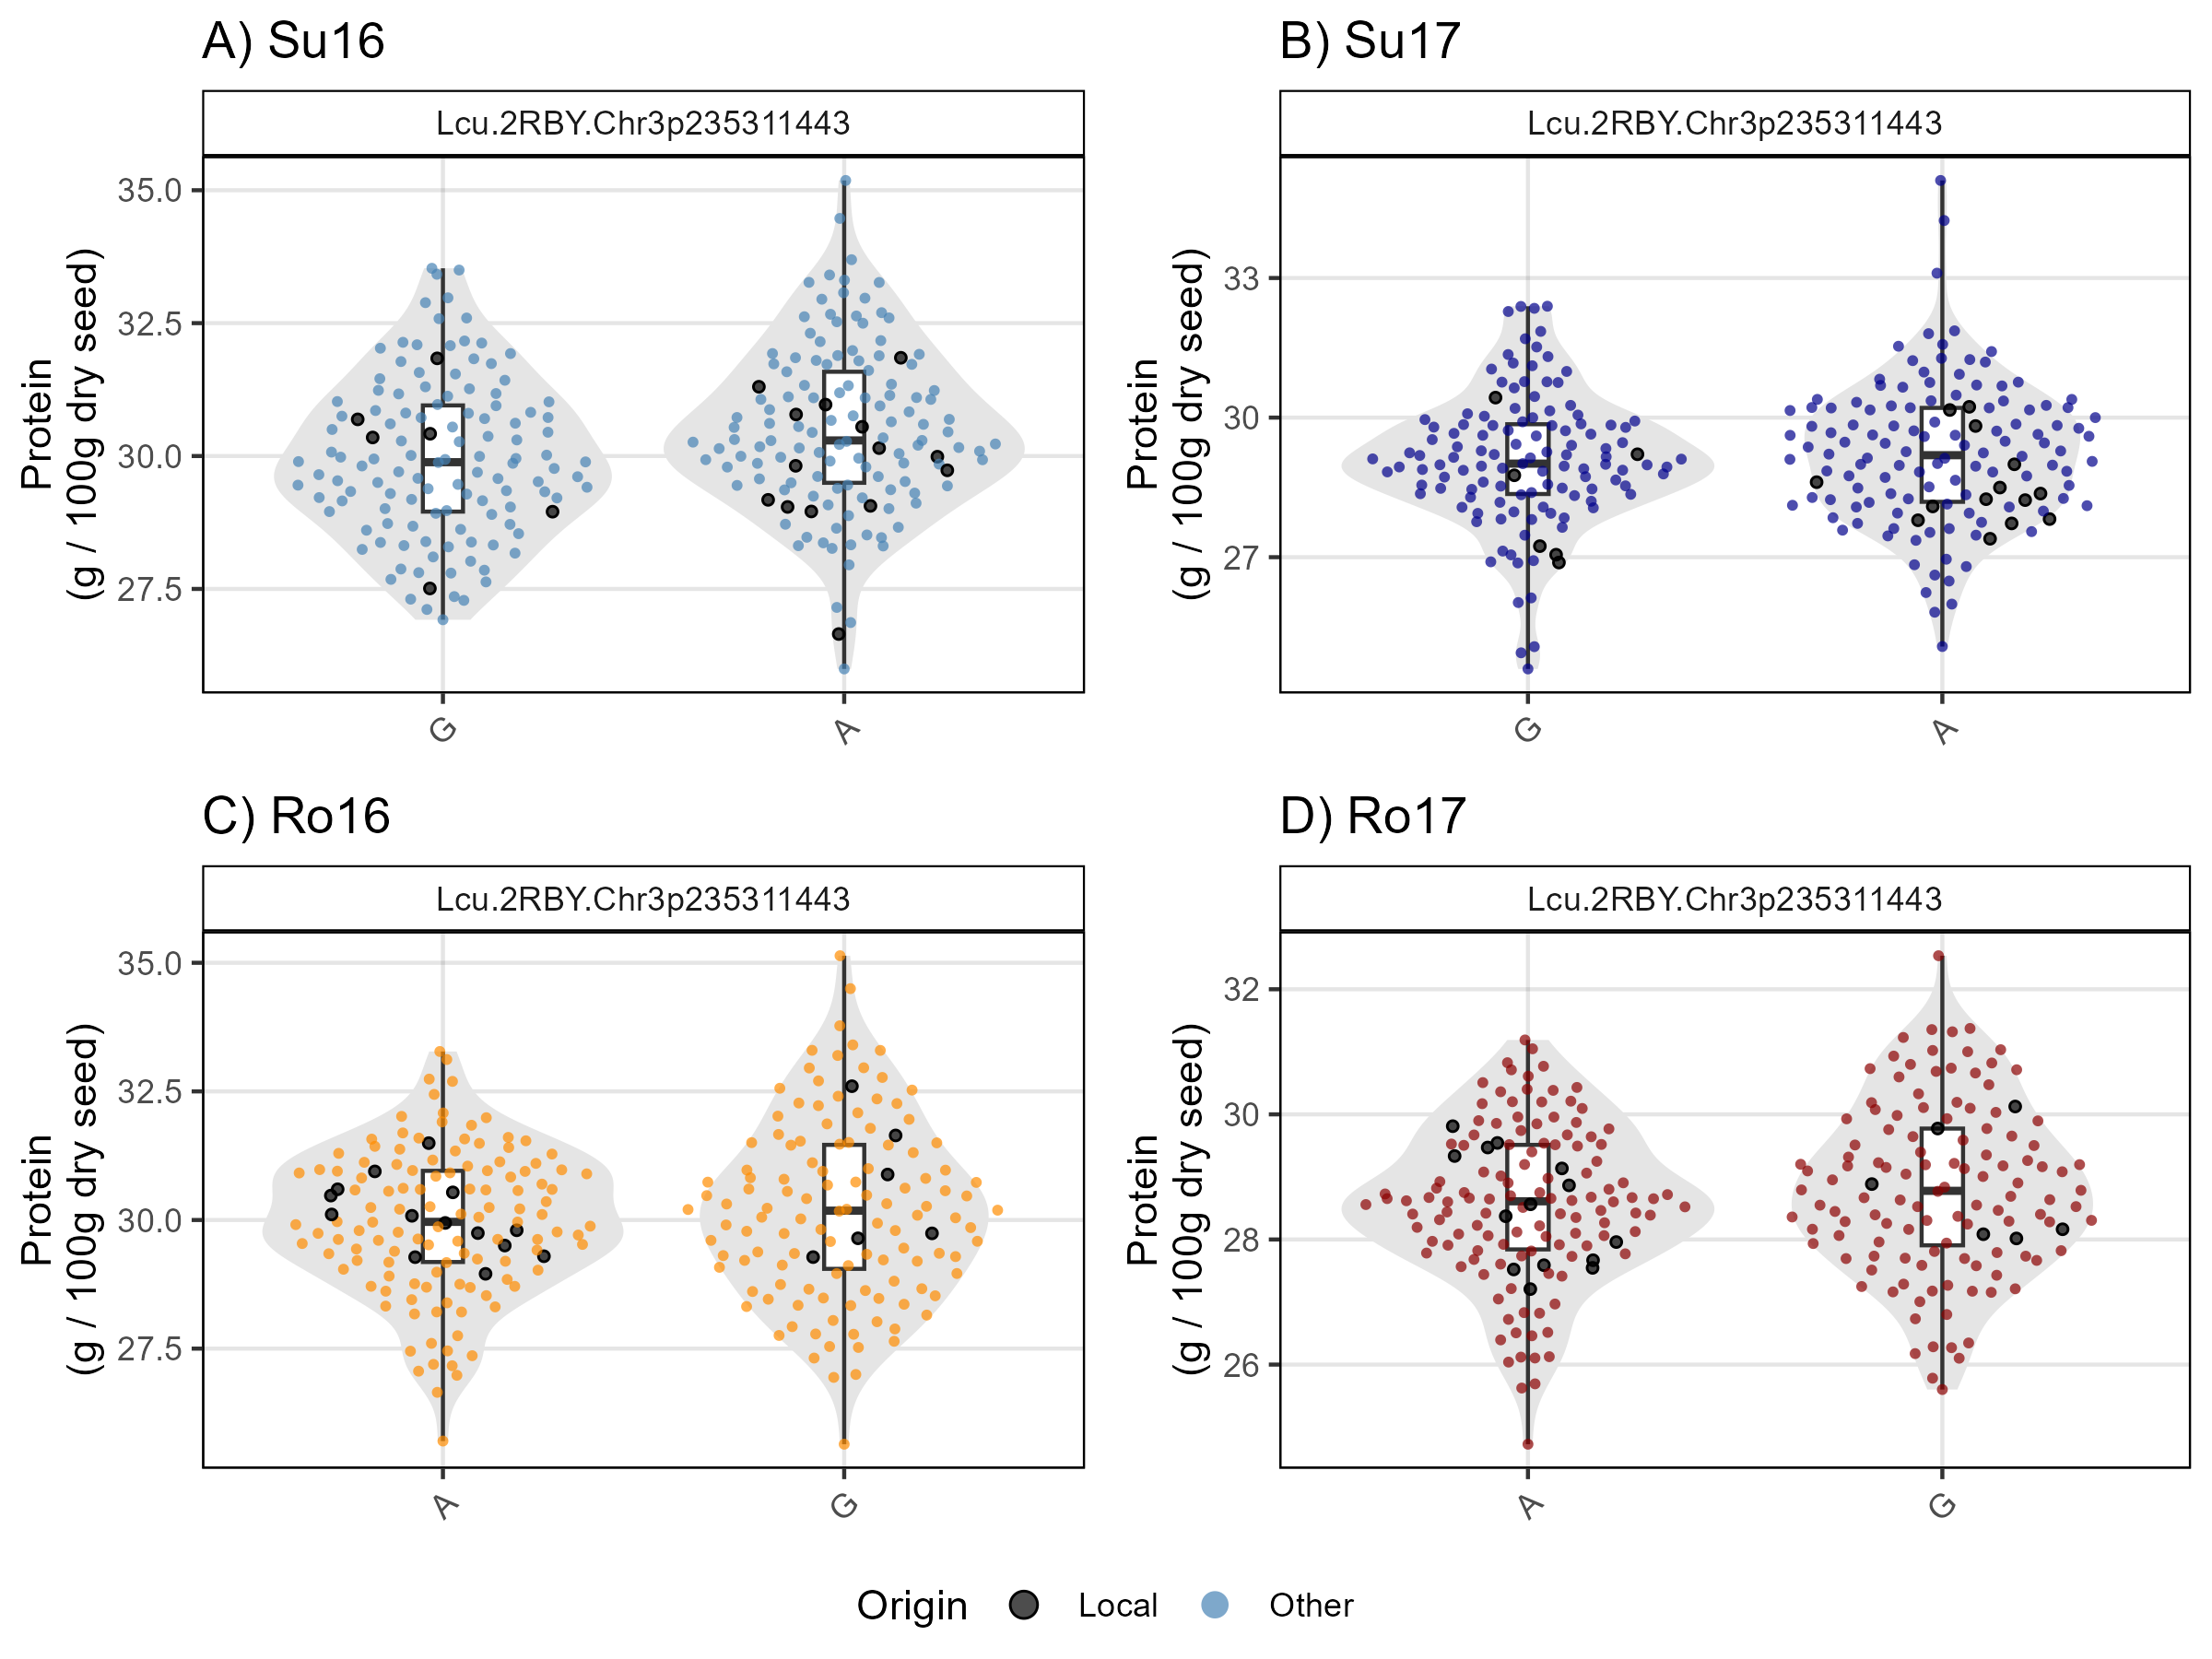 A) Su16
Lcu.2RBY.Chr3p235311443
Protein
(g / 100g dry seed)
35.0
32.5
30.0
27.5
G
A
B) Su17
Lcu.2RBY.Chr3p235311443
Protein
(g / 100g dry seed)
33
30
27
G
A
C) Ro16
Lcu.2RBY.Chr3p235311443
Protein
(g / 100g dry seed)
35.0
32.5
30.0
27.5
A
G
D) Ro17
Lcu.2RBY.Chr3p235311443
Protein
(g / 100g dry seed)
32
30
28
26
A
G
Origin Local Other